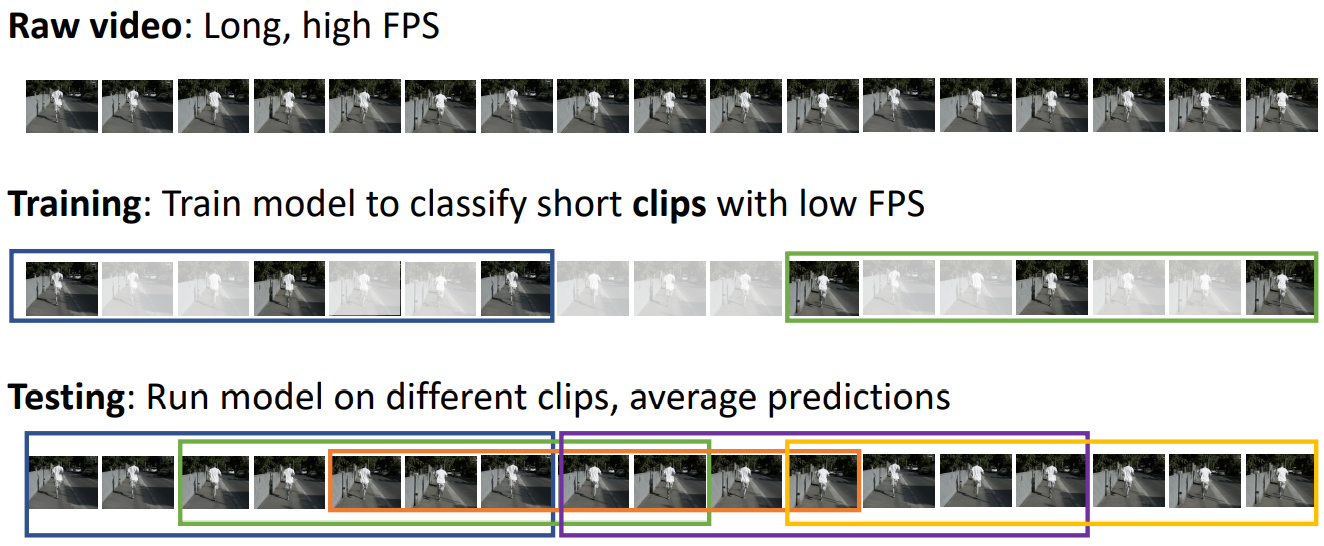 Raw video: Long, high FPS
Training: Train model to classify short clips with low FPS
Testing: Run model on different clips, average predictions